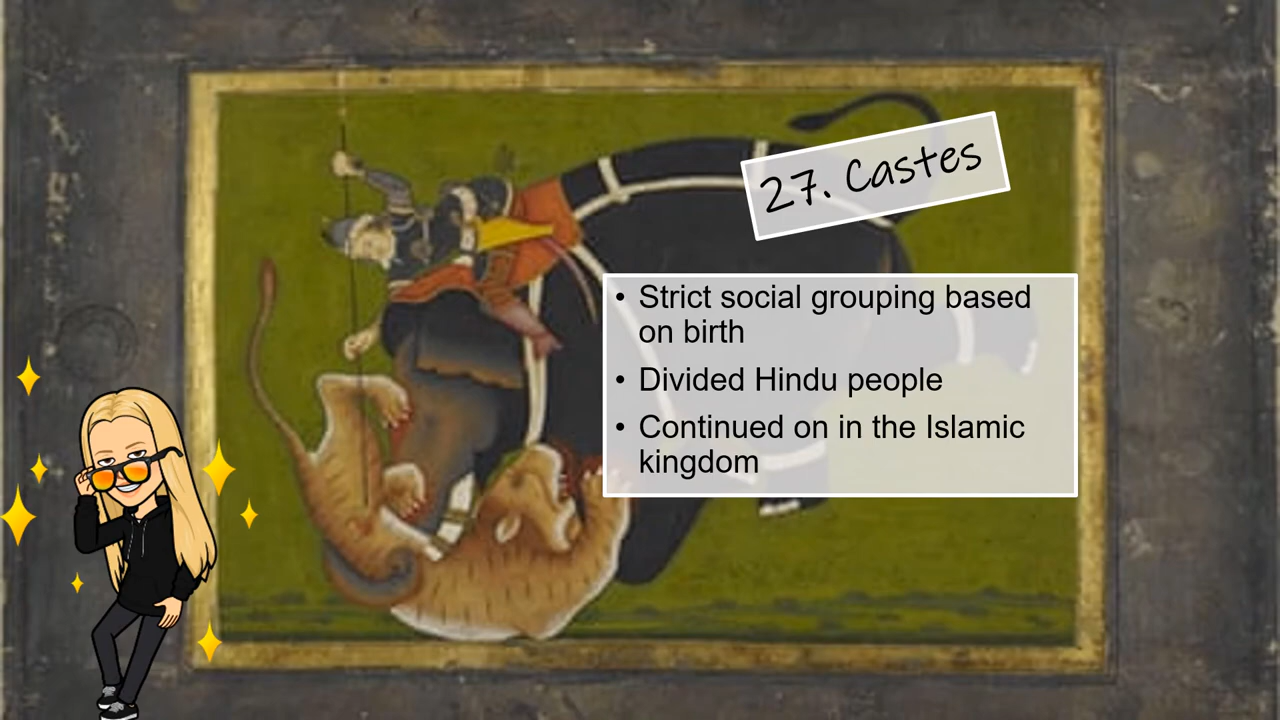 27. Castes
• Strict social grouping based
on birth
• Divided Hindu people
• Continued on in the Islamic
kingdom